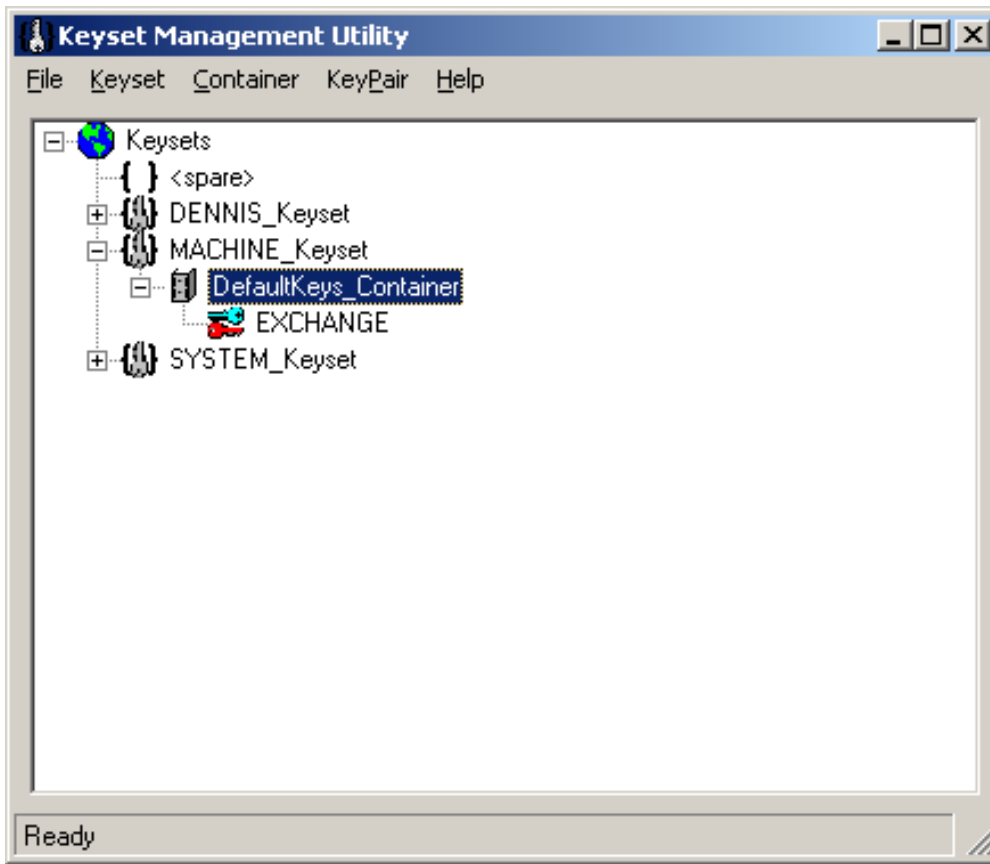 Keyset Management Utility
File Keyset Container KeyPair Help
Keysets
<spare>
DENNIS_Keyset
MACHINE_Keyset
DefaultKeys_Container
EXCHANGE
SYSTEM_Keyset
Ready